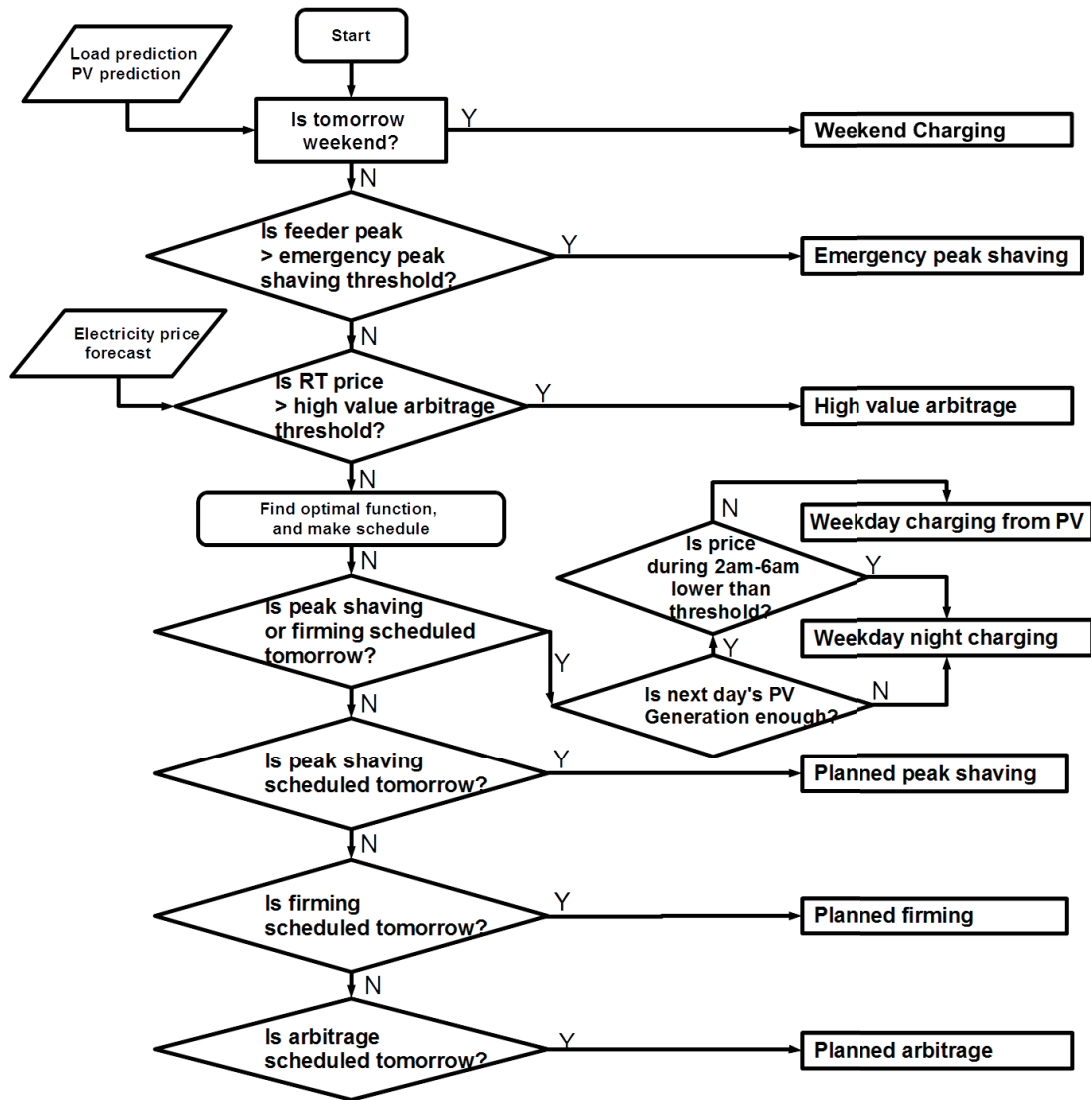 Start
Load prediction
PV prediction
Is tomorrow
weekend?
Y
Weekend Charging
N
Is feeder peak
> emergency peak
shaving threshold?
Y
Emergency peak shaving
N
Electricity price
forecast
Is RT price
> high value arbitrage
threshold?
Y
High value arbitrage
N
Find optimal function,
and make schedule
N
Is peak shaving
or firming scheduled
tomorrow?
Y
Is next day's PV
Generation enough?
Y
N
Is price
during 2am-6am
lower than
threshold?
N
Y
Weekday charging from PV
Weekday night charging
N
Is peak shaving
scheduled tomorrow?
Y
Planned peak shaving
N
Is firming
scheduled tomorrow?
Y
Planned firming
N
Is arbitrage
scheduled tomorrow?
Y
Planned arbitrage